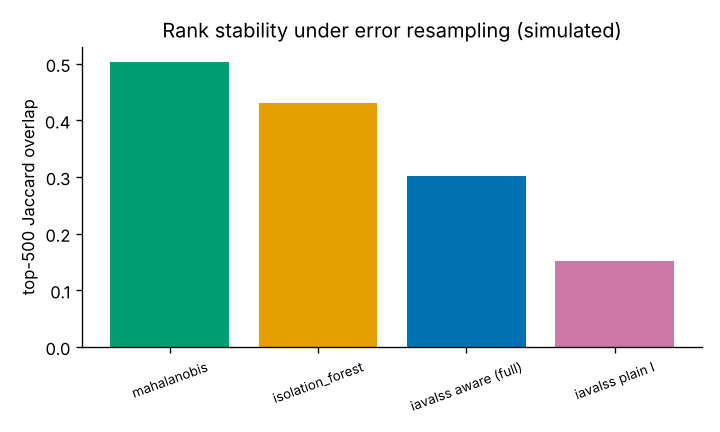 Rank stability under error resampling (simulated)
top-500 Jaccard overlap
0.5
0.4
0.3
0.2
0.1
0.0
mahalanobis
isolation_forest
iavalss aware (full)
iavalss plain I